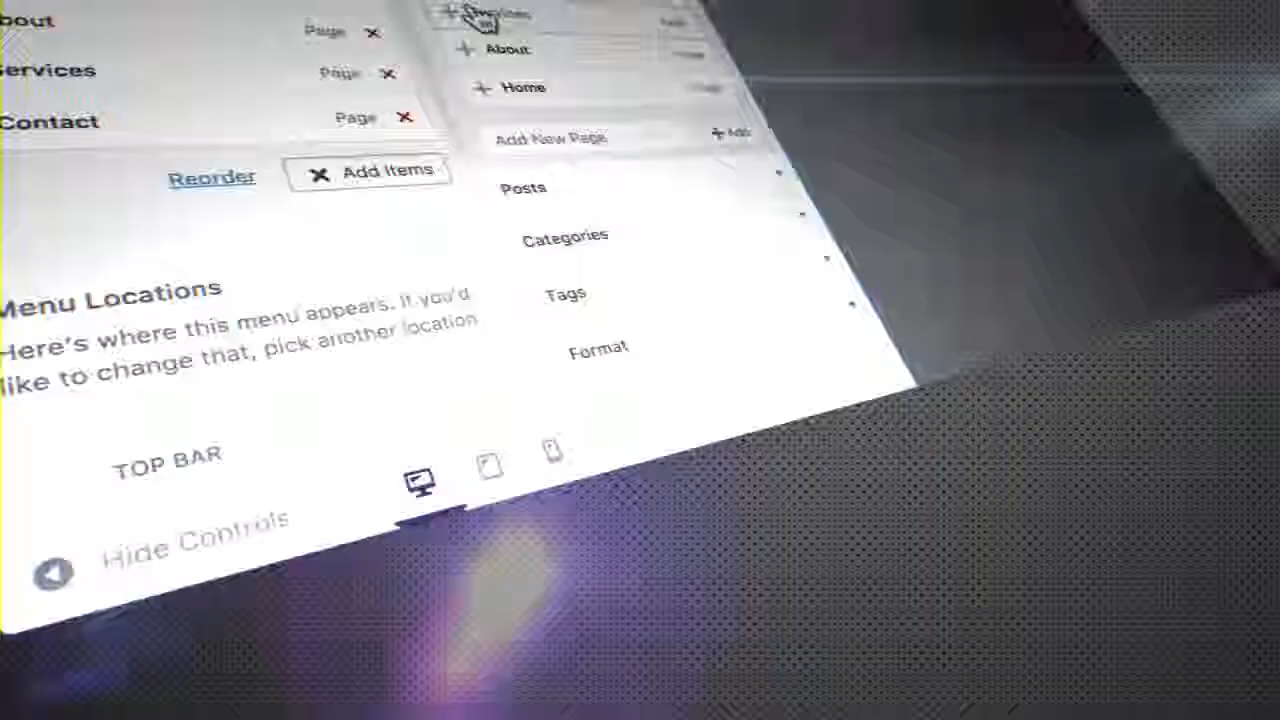 bout Page
ervices Page
Contact Page
Reorder Add Items
Menu Locations
Here's where this menu appears. If you'd
like to change that, pick another location
TOP BAR
Hide Controls
Services
About
Home
Add New Page Add
Posts
Categories
Tags
Format